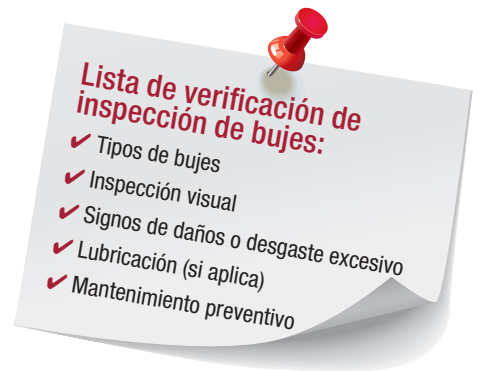 Lista de verificación de
inspección de bujes:
✔ Tipos de bujes
✔ Inspección visual
✔ Signos de daños o desgaste excesivo
✔ Lubricación (si aplica)
✔ Mantenimiento preventivo